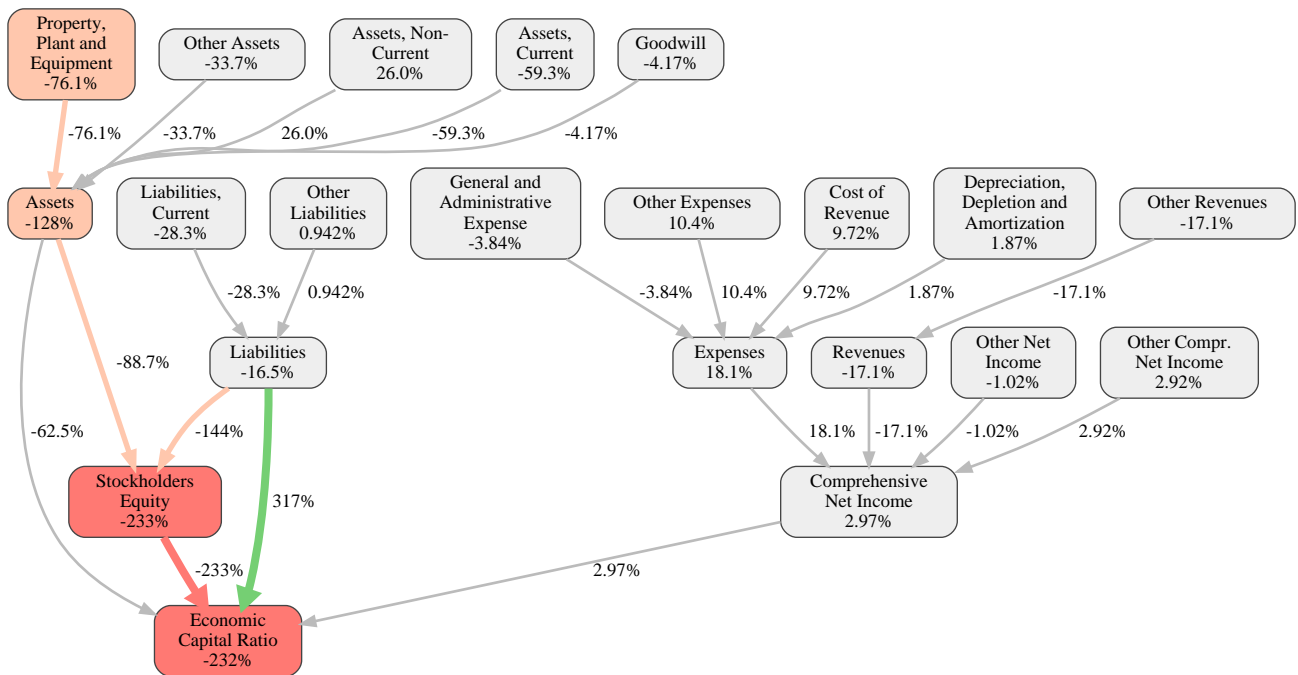 Property,
Plant and
Equipment
-76.1%
Other Assets
-33.7%
Assets, Non-
Current
26.0%
Assets,
Current
-59.3%
Goodwill
-4.17%
-76.1%
-33.7%
26.0%
-59.3%
-4.17%
Assets
-128%
Liabilities,
Current
-28.3%
Other
Liabilities
0.942%
General and
Administrative
Expense
-3.84%
Other Expenses
10.4%
Cost of
Revenue
9.72%
Depreciation,
Depletion and
Amortization
1.87%
Other Revenues
-17.1%
-28.3%
0.942%
-3.84%
10.4%
9.72%
1.87%
-17.1%
Liabilities
-16.5%
Expenses
18.1%
Revenues
-17.1%
Other Net
Income
-1.02%
Other Compr.
Net Income
2.92%
-88.7%
-62.5%
-144%
18.1%
-17.1%
-1.02%
2.92%
Stockholders
Equity
-233%
317%
Comprehensive
Net Income
2.97%
-233%
2.97%
Economic
Capital Ratio
-232%